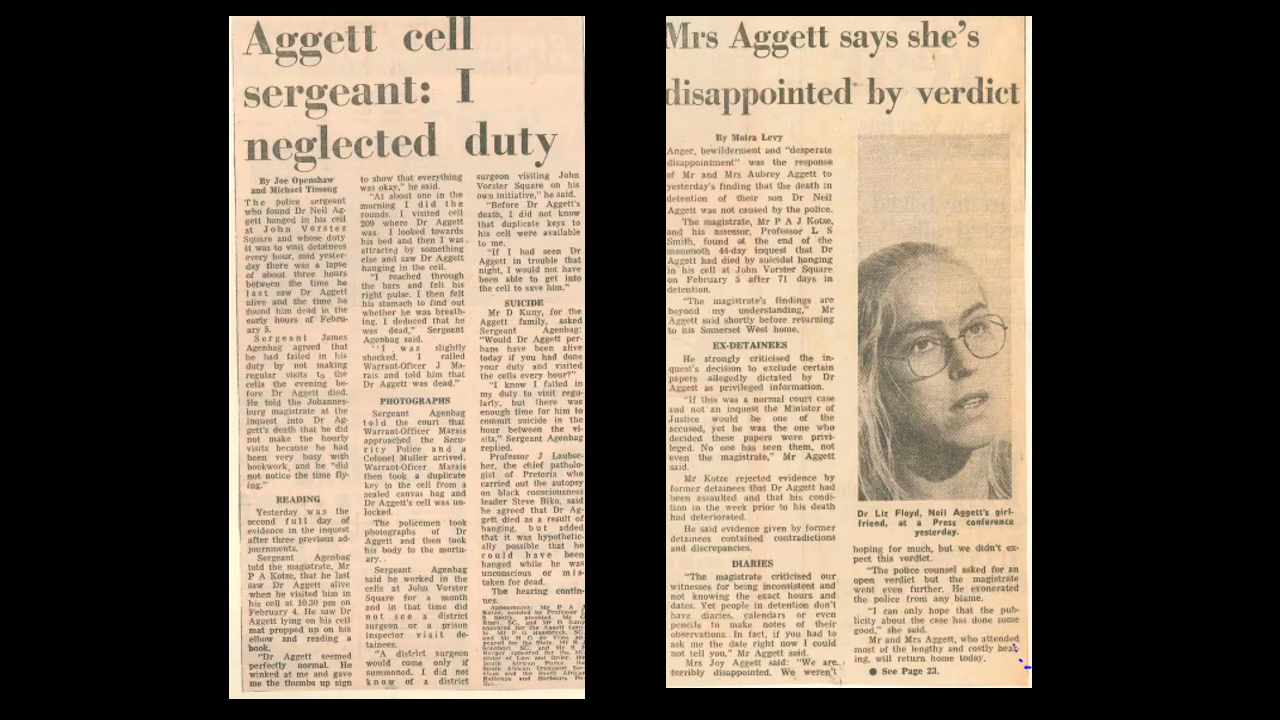 Aggett cell
sergeant: I
neglected duty
By Joe Openshaw
and Michael Tissong
The police sergeant
who found Dr Neil Ag-
gett hanged in his cell
at John Vorster
Square and whose duty
it was to visit detainees
every hour, said yester-
day there was a lapse
of about three hours
between the time he
last saw Dr Aggett
alive and the time he
found him dead in the
early hours of Febru-
ary 5.
Sergeant James
Agenbag agreed that
he had failed in his
duty by not making
regular visits to the
cells the evening be-
fore Dr Aggett died.
He told the Johannes-
burg magistrate at the
inquest into Dr Ag-
gett's death that he did
not make the hourly
visits because he had
been very busy with
bookwork, and he "did
not notice the time fly-
ing."
READING
Yesterday was the
second full day of
evidence in the inquest
after three previous ad-
journments.
Sergeant Agenbag
told the magistrate, Mr
P A Kotze, that he last
saw Dr Aggett alive
when he visited him in
his cell at 10.30 pm on
February 4. He saw Dr
Aggett lying on his cell
mat propped up on his
elbow and reading a
book.
"Dr Aggett seemed
perfectly normal. He
winked at me and gave
me the thumbs up sign
to show that everything
was okay," he said.
"At about one in the
morning I did the
rounds. I visited cell
209 where Dr Aggett
was. I looked towards
his bed and then I was
attracted by something
else and saw Dr Aggett
hanging in the cell.
"I reached through
the bars and felt his
right pulse. I then felt
his stomach to find out
whether he was breath-
ing. I deduced that he
was dead," Sergeant
Agenbag said.
"I was slightly
shocked. I called
Warrant-Officer J Ma-
rais and told him that
Dr Aggett was dead."
PHOTOGRAPHS
Sergeant Agenbag
told the court that
Warrant-Officer Marais
approached the Secu-
rity Police and a
Colonel Muller arrived.
Warrant-Officer Marais
then took a duplicate
key to the cell from a
sealed canvas bag and
Dr Aggett's cell was un-
locked.
The policemen took
photographs of Dr
Aggett and then took
his body to the mortu-
ary.
Sergeant Agenbag
said he worked in the
cells at John Vorster
Square for a month
and in that time did
not see a district
surgeon or a prison
inspector visit de-
tainees.
"A district surgeon
would come only if
summoned. I did not
know of a district
surgeon visiting John
Vorster Square on his
own initiative," he said.
"Before Dr Aggett's
death, I did not know
that duplicate keys to
his cell were available
to me.
"If I had seen Dr
Aggett in trouble that
night, I would not have
been able to get into
the cell to save him."
SUICIDE
Mr D Kuny, for the
Aggett family, asked
Sergeant Agenbag:
"Would Dr Aggett per-
haps have been alive
today if you had done
your duty and visited
the cells every hour?"
"I know I failed in
my duty to visit regu-
larly, but there was
enough time for him to
commit suicide in the
hour between the vi-
sits," Sergeant Agenbag
replied.
Professor J Laubse-
her, the chief patholo-
gist of Pretoria who
carried out the autopsy
on black consciousness
leader Steve Biko, said
he agreed that Dr Ag-
gett died as a result of
hanging, but added
that it was hypothetic-
ally possible that he
could have been
hanged while he was
unconscious or mis-
taken for dead.
The hearing contin-
ues.
Mrs Aggett says she's
disappointed by verdict
By Moira Levy
Anger, bewilderment and "desperate
disappointment" was the response
of Mr and Mrs Aubrey Aggett to
yesterday's finding that the death in
detention of their son Dr Neil
Aggett was not caused by the police.
The magistrate, Mr P A J Kotze,
and his assessor, Professor L S
Smith, found at the end of the
mammoth 44-day inquest that Dr
Aggett had died by suicidal hanging
in his cell at John Vorster Square
on February 5 after 71 days in
detention.
"The magistrate's findings are
beyond my understanding," Mr
Aggett said shortly before returning
to his Somerset West home.
EX-DETAINEES
He strongly criticised the in-
quest's decision to exclude certain
papers allegedly dictated by Dr
Aggett as privileged information.
"If this was a normal court case
and not an inquest the Minister of
Justice would be one of the
accused, yet he was the one who
decided these papers were privi-
leged. No one has seen them, not
even the magistrate," Mr Aggett
said.
Mr Kotze rejected evidence by
former detainees that Dr Aggett had
been assaulted and that his condi-
tion in the week prior to his death
had deteriorated.
He said evidence given by former
detainees contained contradictions
and discrepancies.
DIARIES
"The magistrate criticised our
witnesses for being inconsistent and
not knowing the exact hours and
dates. Yet people in detention don't
have diaries, calendars or even
pencils to make notes of their
observations. In fact, if you had to
ask me the date right now I could
not tell you," Mr Aggett said.
Mrs Joy Aggett said: "We are
terribly disappointed. We weren't
Dr Liz Floyd, Neil Aggett's girl-
friend, at a Press conference
yesterday.
hoping for much, but we didn't ex-
pect this verdict.
"The police counsel asked for an
open verdict but the magistrate
went even further. He exonerated
the police from any blame.
"I can only hope that the pub-
licity about the case has done some
good," she said.
Mr and Mrs Aggett, who attended
most of the lengthy and costly hear-
ing, will return home today.
● See Page 23.